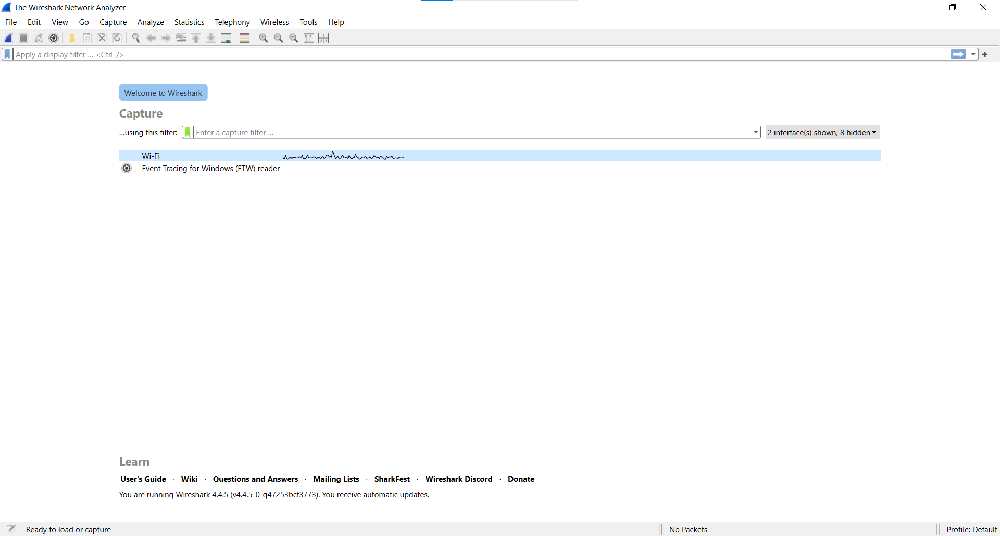 The Wireshark Network Analyzer
File Edit View Go Capture Analyze Statistics Telephony Wireless Tools Help
Apply a display filter ... <Ctrl-/>
Welcome to Wireshark
Capture
...using this filter: Enter a capture filter ... 2 interface(s) shown, 8 hidden
Wi-Fi
Event Tracing for Windows (ETW) reader
Learn
User's Guide · Wiki · Questions and Answers · Mailing Lists · SharkFest · Wireshark Discord · Donate
You are running Wireshark 4.4.5 (v4.4.5-0-g47253bcf3773). You receive automatic updates.
Ready to load or capture No Packets Profile: Default